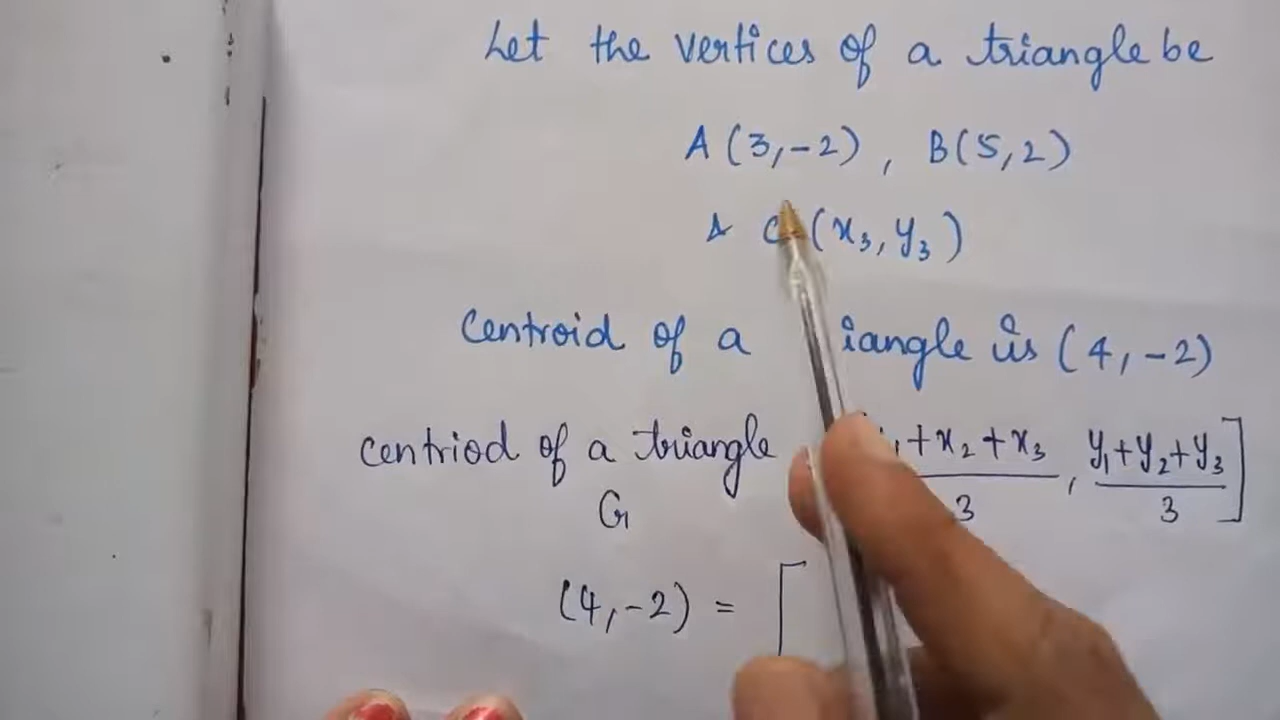 Let the vertices of a triangle be
A (3,-2) , B(5,2)
& C (x₃, y₃)
Centroid of a iangle is (4, -2)
centriod of a triangle ₁+x₂+x₃/3 , y₁+y₂+y₃/3 ]
G
(4,-2) = [